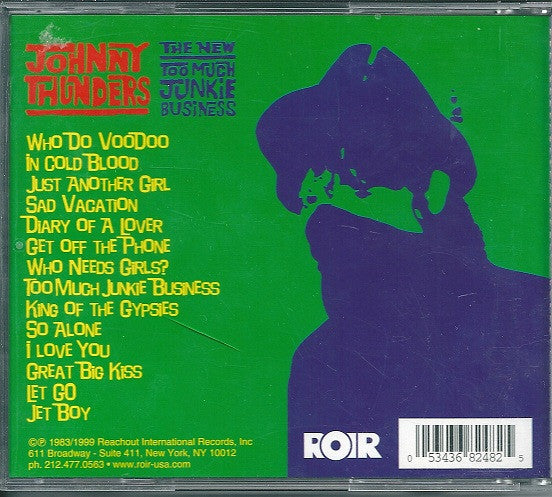 JOHNNY
THUNDERS
THE NEW
TOO MUCH
JUNKIE
BUSINESS
WHO DO VOODOO
IN COLD BLOOD
JUST ANOTHER GIRL
SAD VACATION
DIARY OF A LOVER
GET OFF THE PHONE
WHO NEEDS GIRLS?
TOO MUCH JUNKIE BUSINESS
KING OF THE GYPSIES
SO ALONE
I LOVE YOU
GREAT BIG KISS
LET GO
JET BOY
©℗ 1983/1999 Reachout International Records, Inc
611 Broadway - Suite 411, New York, NY 10012
ph. 212.477.0563 • www.roir-usa.com
ROIR
0 53436 82482 5